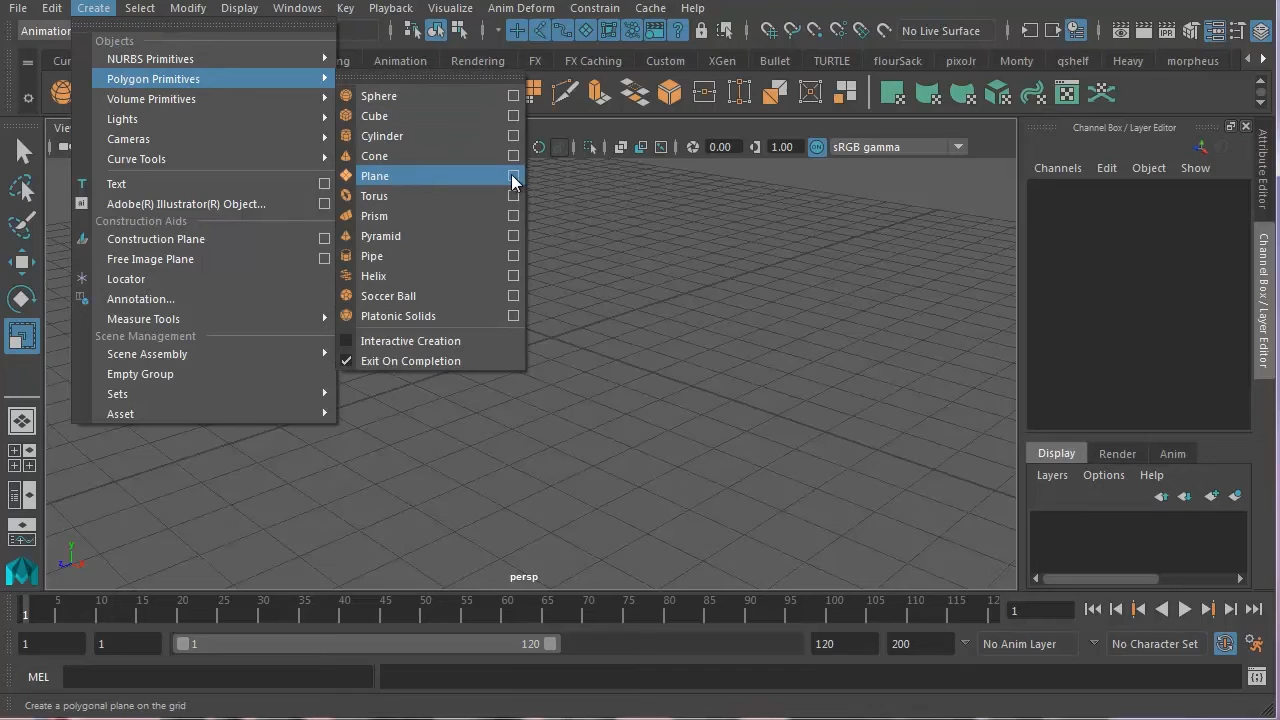 File Edit Create Select Modify Display Windows Key Playback Visualize Anim Deform Constrain Cache Help
Animation
No Live Surface
Animation Rendering FX FX Caching Custom XGen Bullet TURTLE flourSack pixoJr Monty qshelf Heavy morpheus
Objects
NURBS Primitives
Polygon Primitives
Volume Primitives
Lights
Cameras
Curve Tools
Text
ai Adobe(R) Illustrator(R) Object...
Construction Aids
Construction Plane
Free Image Plane
Locator
Annotation...
Measure Tools
Scene Management
Scene Assembly
Empty Group
Sets
Asset
Sphere
Cube
Cylinder
Cone
Plane
Torus
Prism
Pyramid
Pipe
Helix
Soccer Ball
Platonic Solids
Interactive Creation
Exit On Completion
0.00 1.00 ON sRGB gamma
Channel Box / Layer Editor
Channels Edit Object Show
Attribute Editor
Channel Box / Layer Editor
Display Render Anim
Layers Options Help
y
z
persp
1 5 10 15 20 25 30 35 40 45 50 55 60 65 70 75 80 85 90 95 100 105 110 115 12
1
1 1 1 120 120 200 No Anim Layer No Character Set
MEL
Create a polygonal plane on the grid